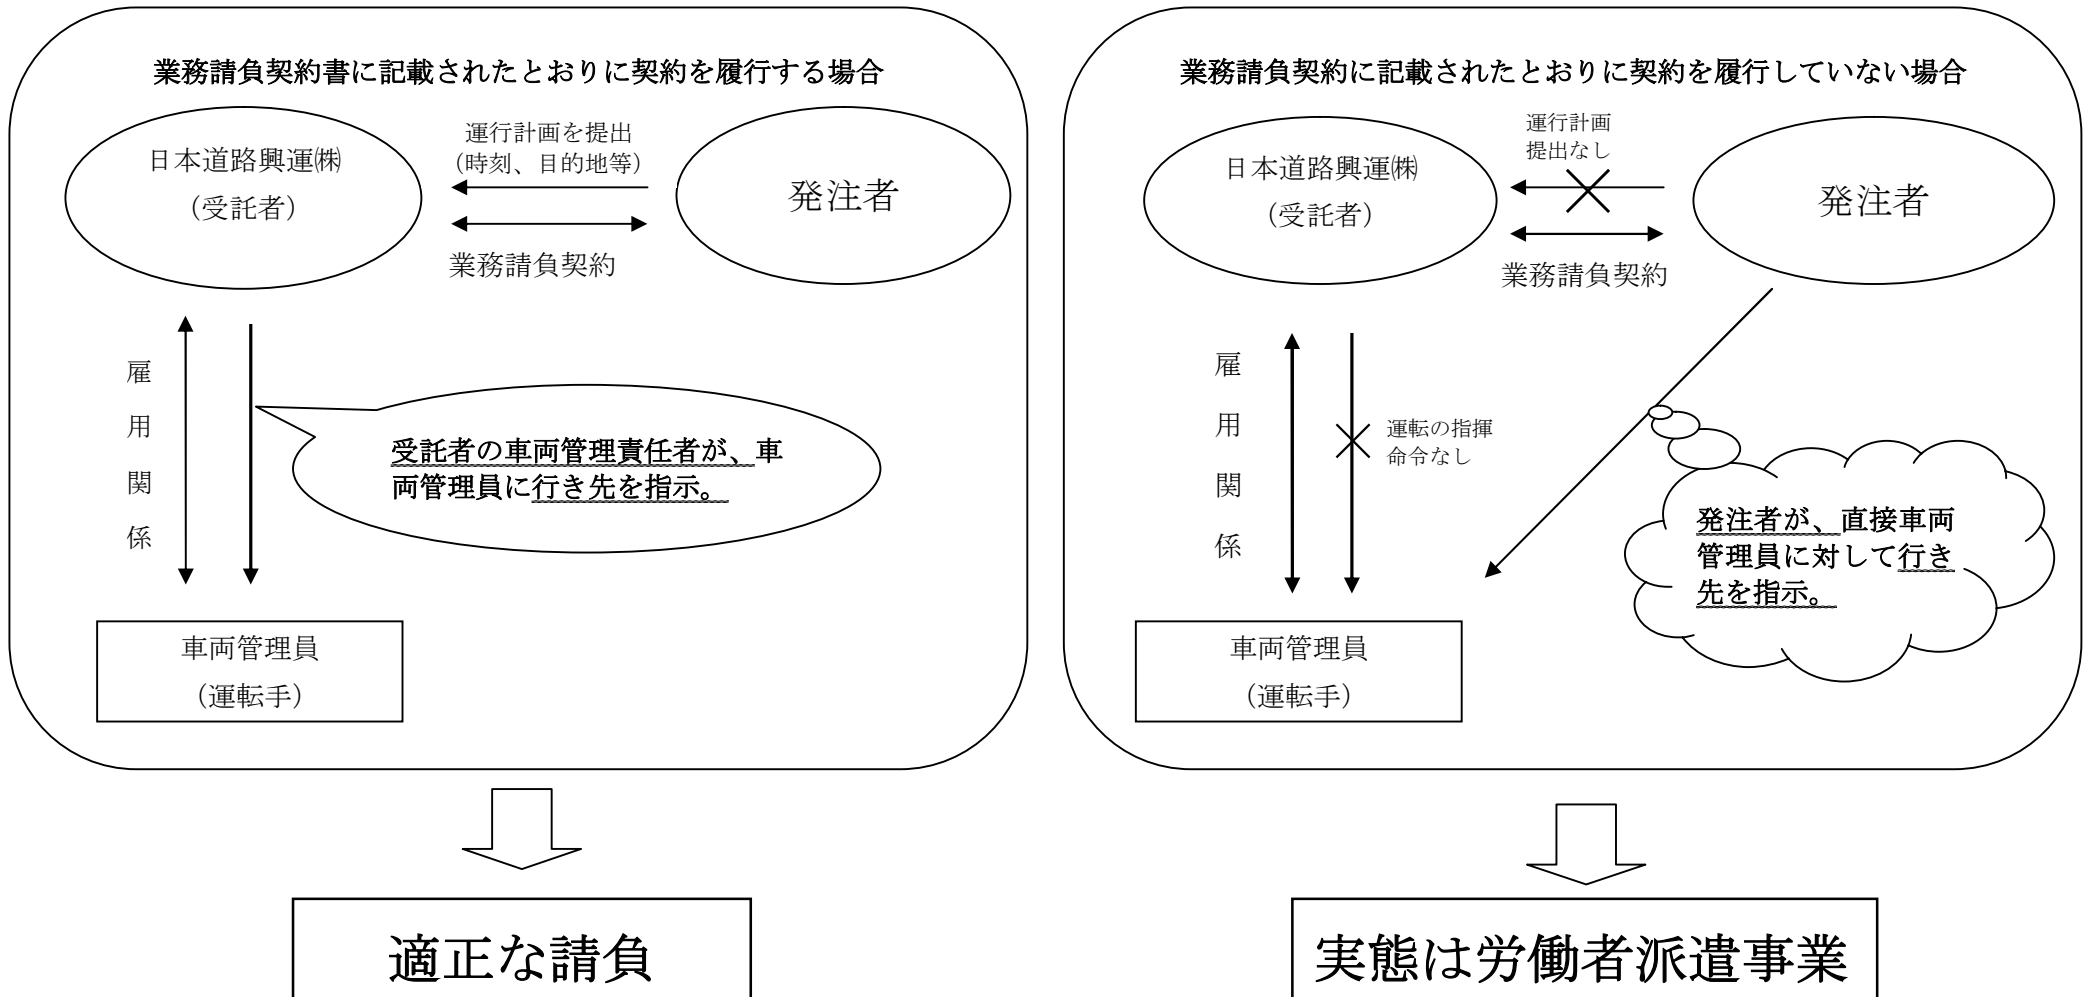 業務請負契約書に記載されたとおりに契約を履行する場合
日本道路興運㈱
（受託者）
運行計画を提出
（時刻、目的地等）
業務請負契約
発注者
雇用関係
受託者の車両管理責任者が、車
両管理員に行き先を指示。
車両管理員
（運転手）
適正な請負
業務請負契約に記載されたとおりに契約を履行していない場合
日本道路興運㈱
（受託者）
運行計画
提出なし
業務請負契約
発注者
雇用関係
運転の指揮
命令なし
発注者が、直接車両
管理員に対して行き
先を指示。
車両管理員
（運転手）
実態は労働者派遣事業